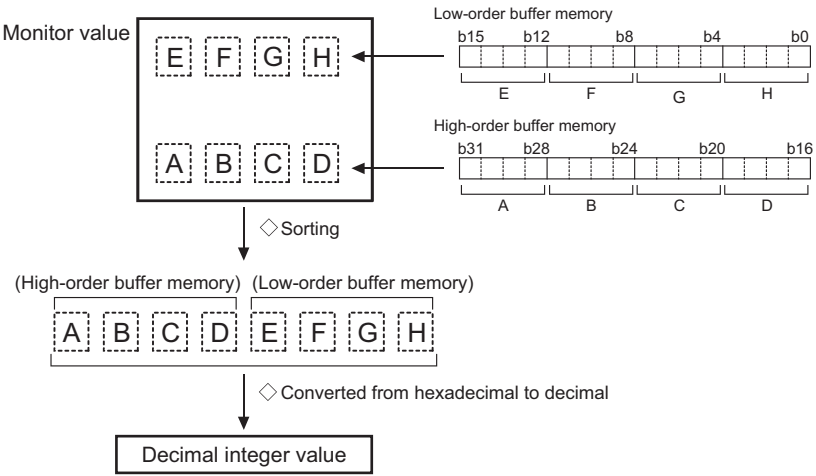 Monitor value
E F G H
A B C D
Low-order buffer memory
b15 b12 b8 b4 b0
E F G H
High-order buffer memory
b31 b28 b24 b20 b16
A B C D
◇ Sorting
(High-order buffer memory) (Low-order buffer memory)
A B C D E F G H
◇ Converted from hexadecimal to decimal
Decimal integer value